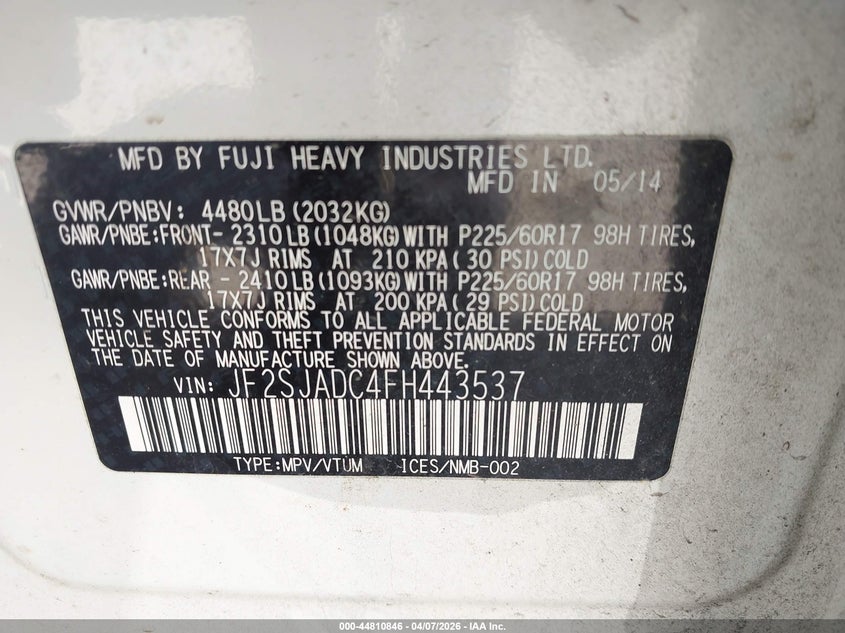 MFD BY FUJI HEAVY INDUSTRIES LTD.
MFD IN 05/14
GVWR/PNBV: 4480LB (2032KG)
GAWR/PNBE:FRONT- 2310LB (1048KG) WITH P225/60R17 98H TIRES,
17X7J RIMS AT 210 KPA ( 30 PSI) COLD
GAWR/PNBE:REAR - 2410LB (1093KG) WITH P225/60R17 98H TIRES,
17X7J RIMS AT 200 KPA ( 29 PSI) COLD
THIS VEHICLE CONFORMS TO ALL APPLICABLE FEDERAL MOTOR
VEHICLE SAFETY AND THEFT PREVENTION STANDARDS IN EFFECT ON
THE DATE OF MANUFACTURE SHOWN ABOVE.
VIN: JF2SJADC4FH443537
TYPE:MPV/VTUM ICES/NMB-002
000-44810846 - 04/07/2026 - IAA Inc.